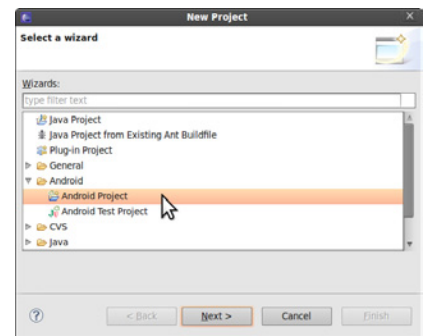 New Project
Select a wizard
Wizards:
type filter text
Java Project
Java Project from Existing Ant Buildfile
Plug-in Project
General
Android
Android Project
Android Test Project
CVS
Java
? < Back Next > Cancel Finish